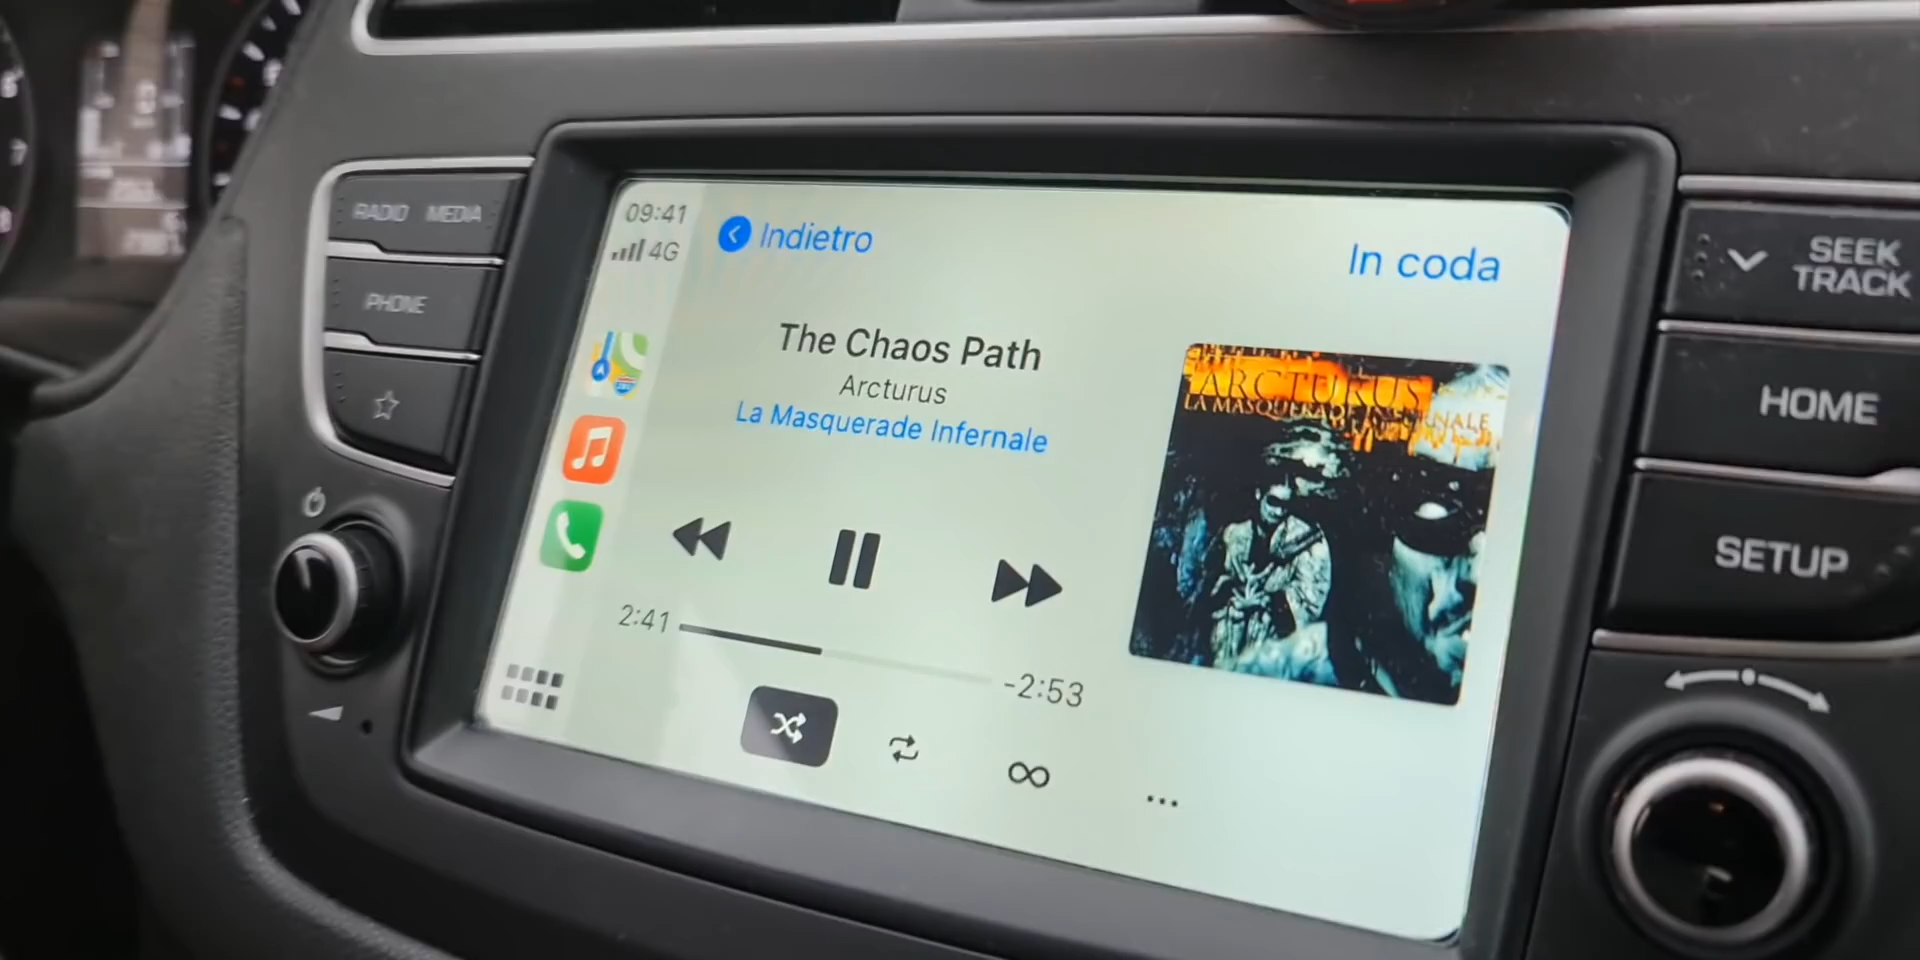 RADIO MEDIA
PHONE
09:41
4G
Indietro
In coda
The Chaos Path
Arcturus
La Masquerade Infernale
2:41
-2:53
ARCTURUS
LA MASQUERADE INFERNALE
SEEK
TRACK
HOME
SETUP